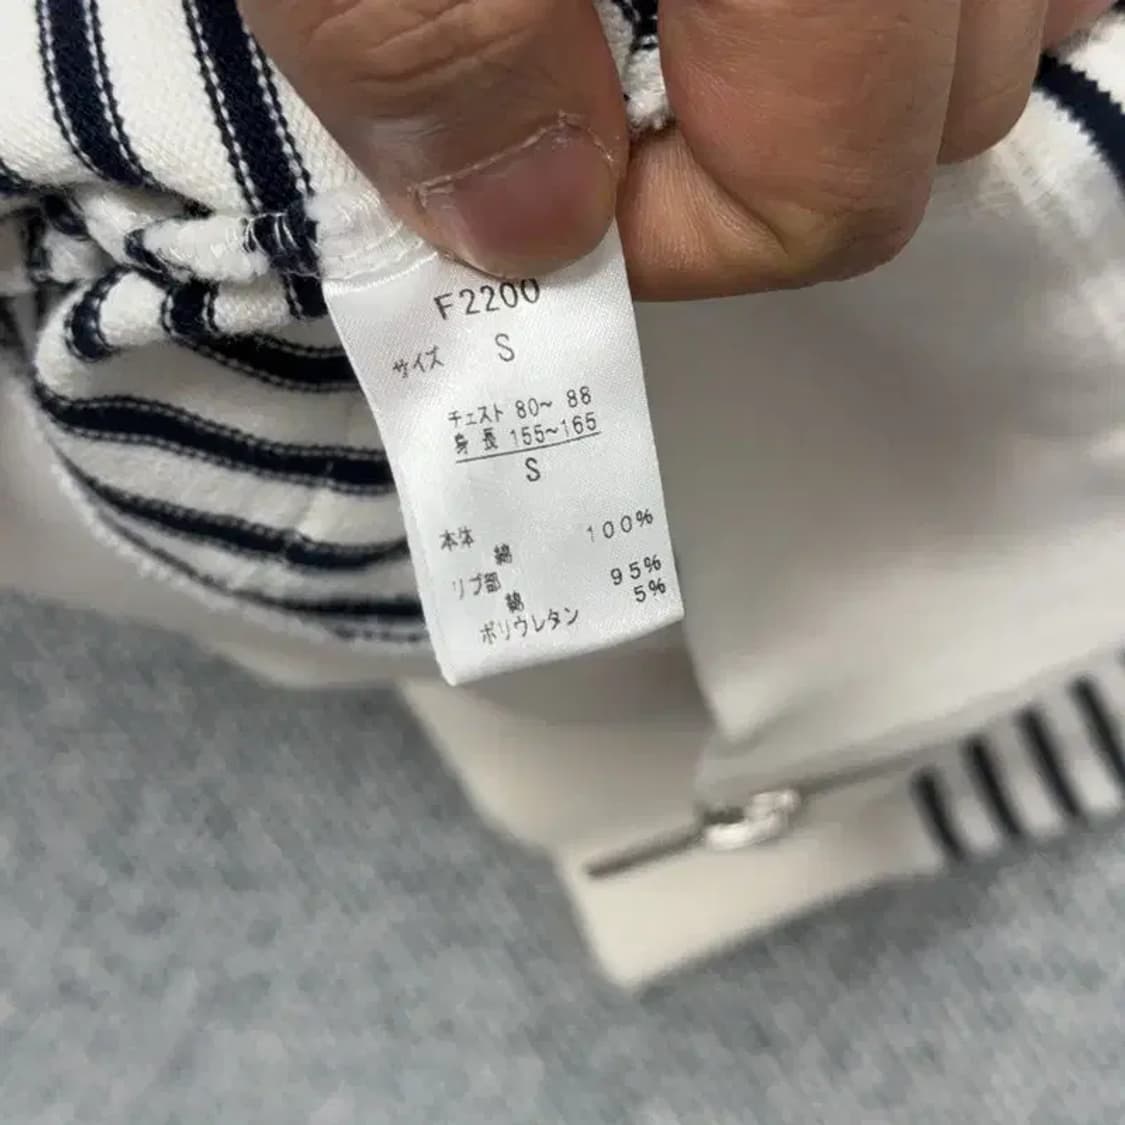 F2200
サイズ S
チェスト 80~ 88
身長 155~165
S
本体
綿 100%
リブ部
綿 95%
ポリウレタン 5%